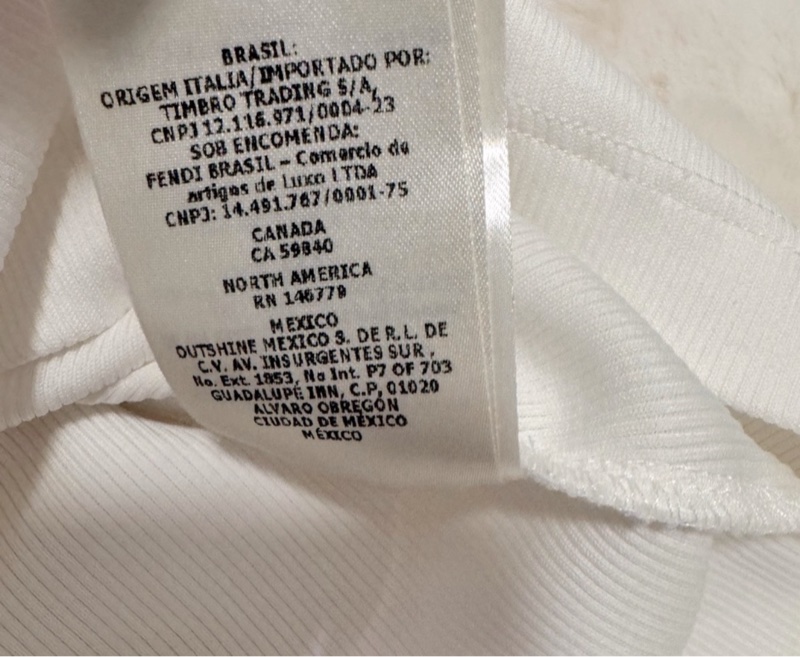 BRASIL:
ORIGEM ITALIA/IMPORTADO POR:
TIMBRO TRADING S/A,
CNPJ 12.116.971/0004-23
SOB ENCOMENDA:
FENDI BRASIL - Comercio de
artigos de Luxo LTDA
CNPJ: 14.491.767/0001-75
CANADA
CA 59840
NORTH AMERICA
RN 146779
MEXICO
OUTSHINE MEXICO S. DE R.L. DE
C.V. AV. INSURGENTES SUR,
No. Ext. 1853, No Int. P7 OF 703
GUADALUPE INN, C.P, 01020
ALVARO OBREGÓN
CIUDAD DE MÉXICO
MÉXICO